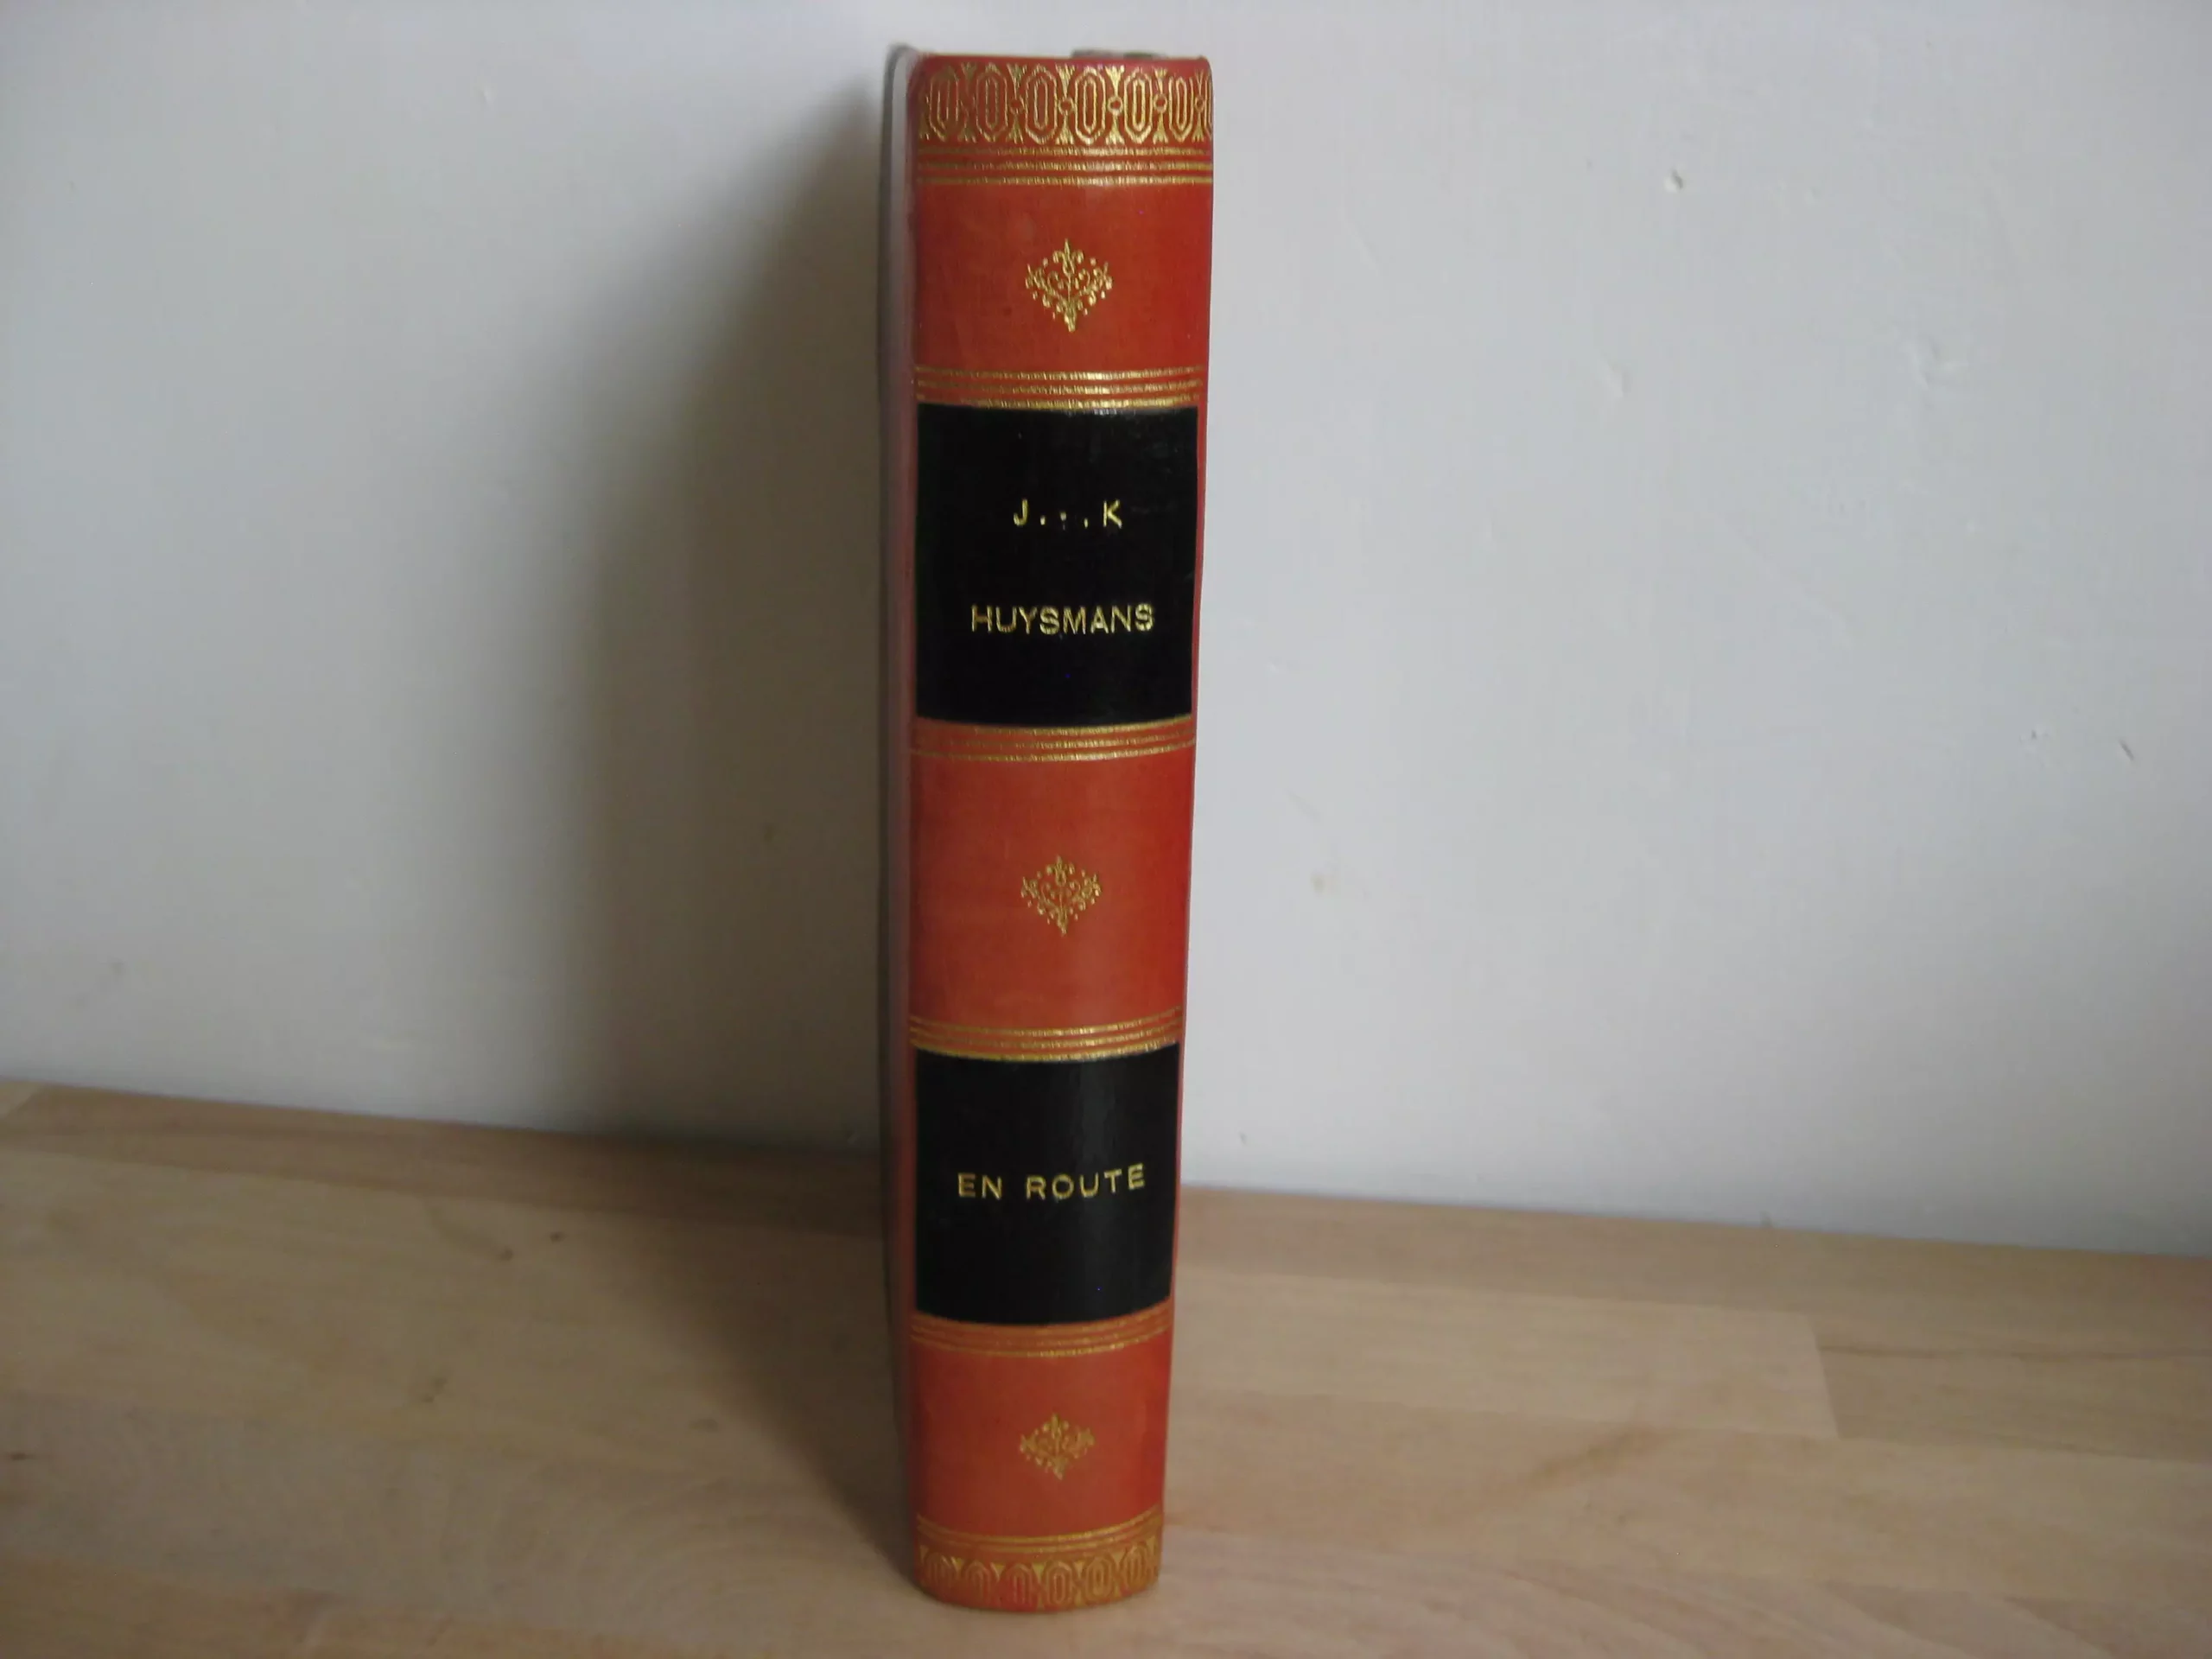 J.-.K
HUYSMANS
EN ROUTE